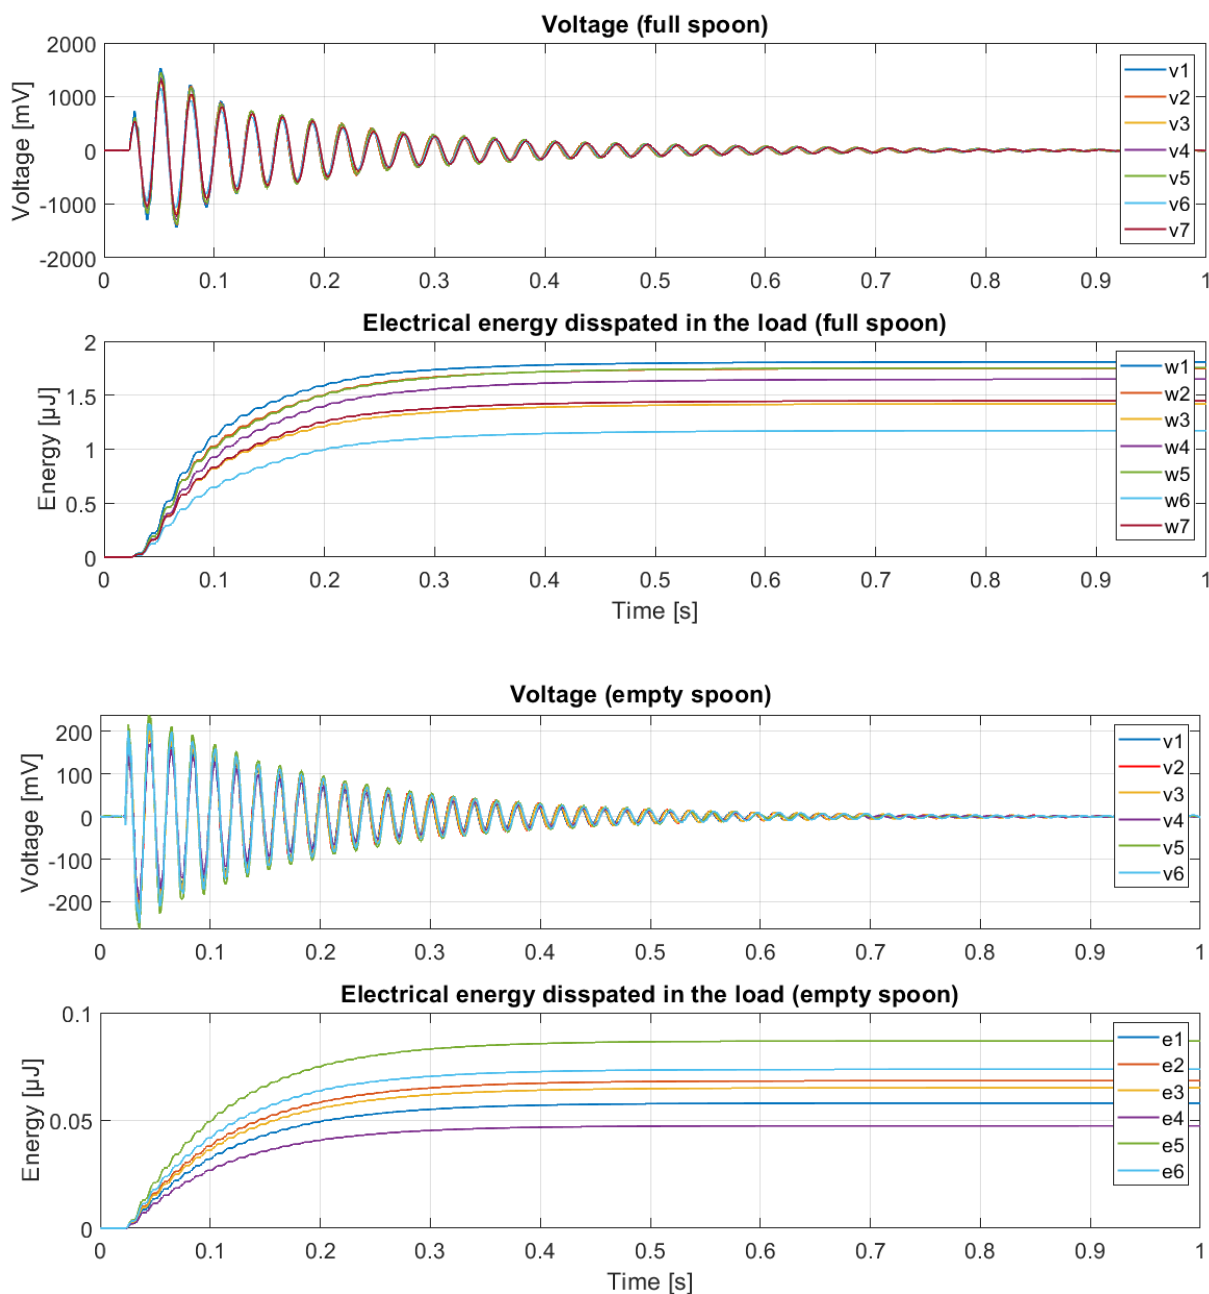 Voltage (full spoon)
Voltage [mV]
2000
1000
0
-1000
-2000
0 0.1 0.2 0.3 0.4 0.5 0.6 0.7 0.8 0.9 1
v1
v2
v3
v4
v5
v6
v7
Electrical energy disspated in the load (full spoon)
Energy [µJ]
2
1.5
1
0.5
0
0 0.1 0.2 0.3 0.4 0.5 0.6 0.7 0.8 0.9 1
Time [s]
w1
w2
w3
w4
w5
w6
w7
Voltage (empty spoon)
Voltage [mV]
200
100
0
-100
-200
0 0.1 0.2 0.3 0.4 0.5 0.6 0.7 0.8 0.9 1
v1
v2
v3
v4
v5
v6
Electrical energy disspated in the load (empty spoon)
Energy [µJ]
0.1
0.05
0
0 0.1 0.2 0.3 0.4 0.5 0.6 0.7 0.8 0.9 1
Time [s]
e1
e2
e3
e4
e5
e6